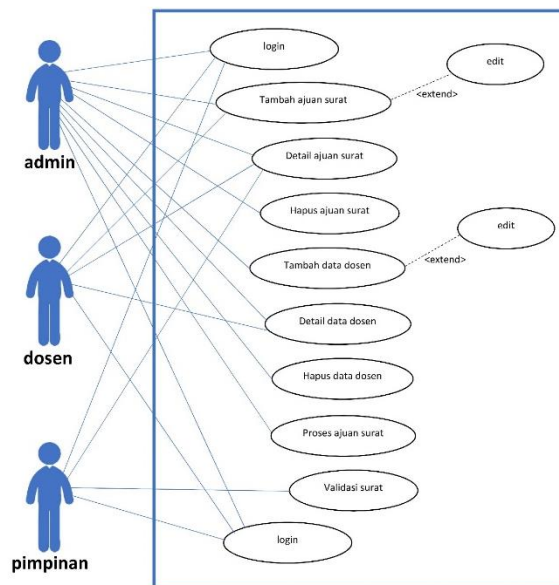 login
edit
Tambah ajuan surat
<extend>
admin
Detail ajuan surat
Hapus ajuan surat
edit
Tambah data dosen
<extend>
Detail data dosen
dosen
Hapus data dosen
Proses ajuan surat
Validasi surat
login
pimpinan